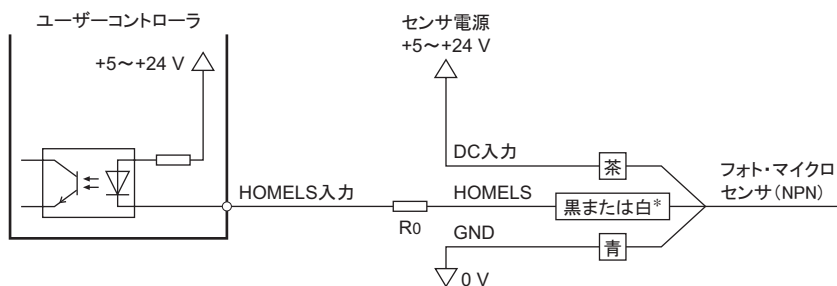 ユーザーコントローラ
+5～+24 V
センサ電源
+5～+24 V
DC入力
茶
HOMELS入力
R0
HOMELS
黒または白*
GND
青
0 V
フォト・マイクロ
センサ（NPN）